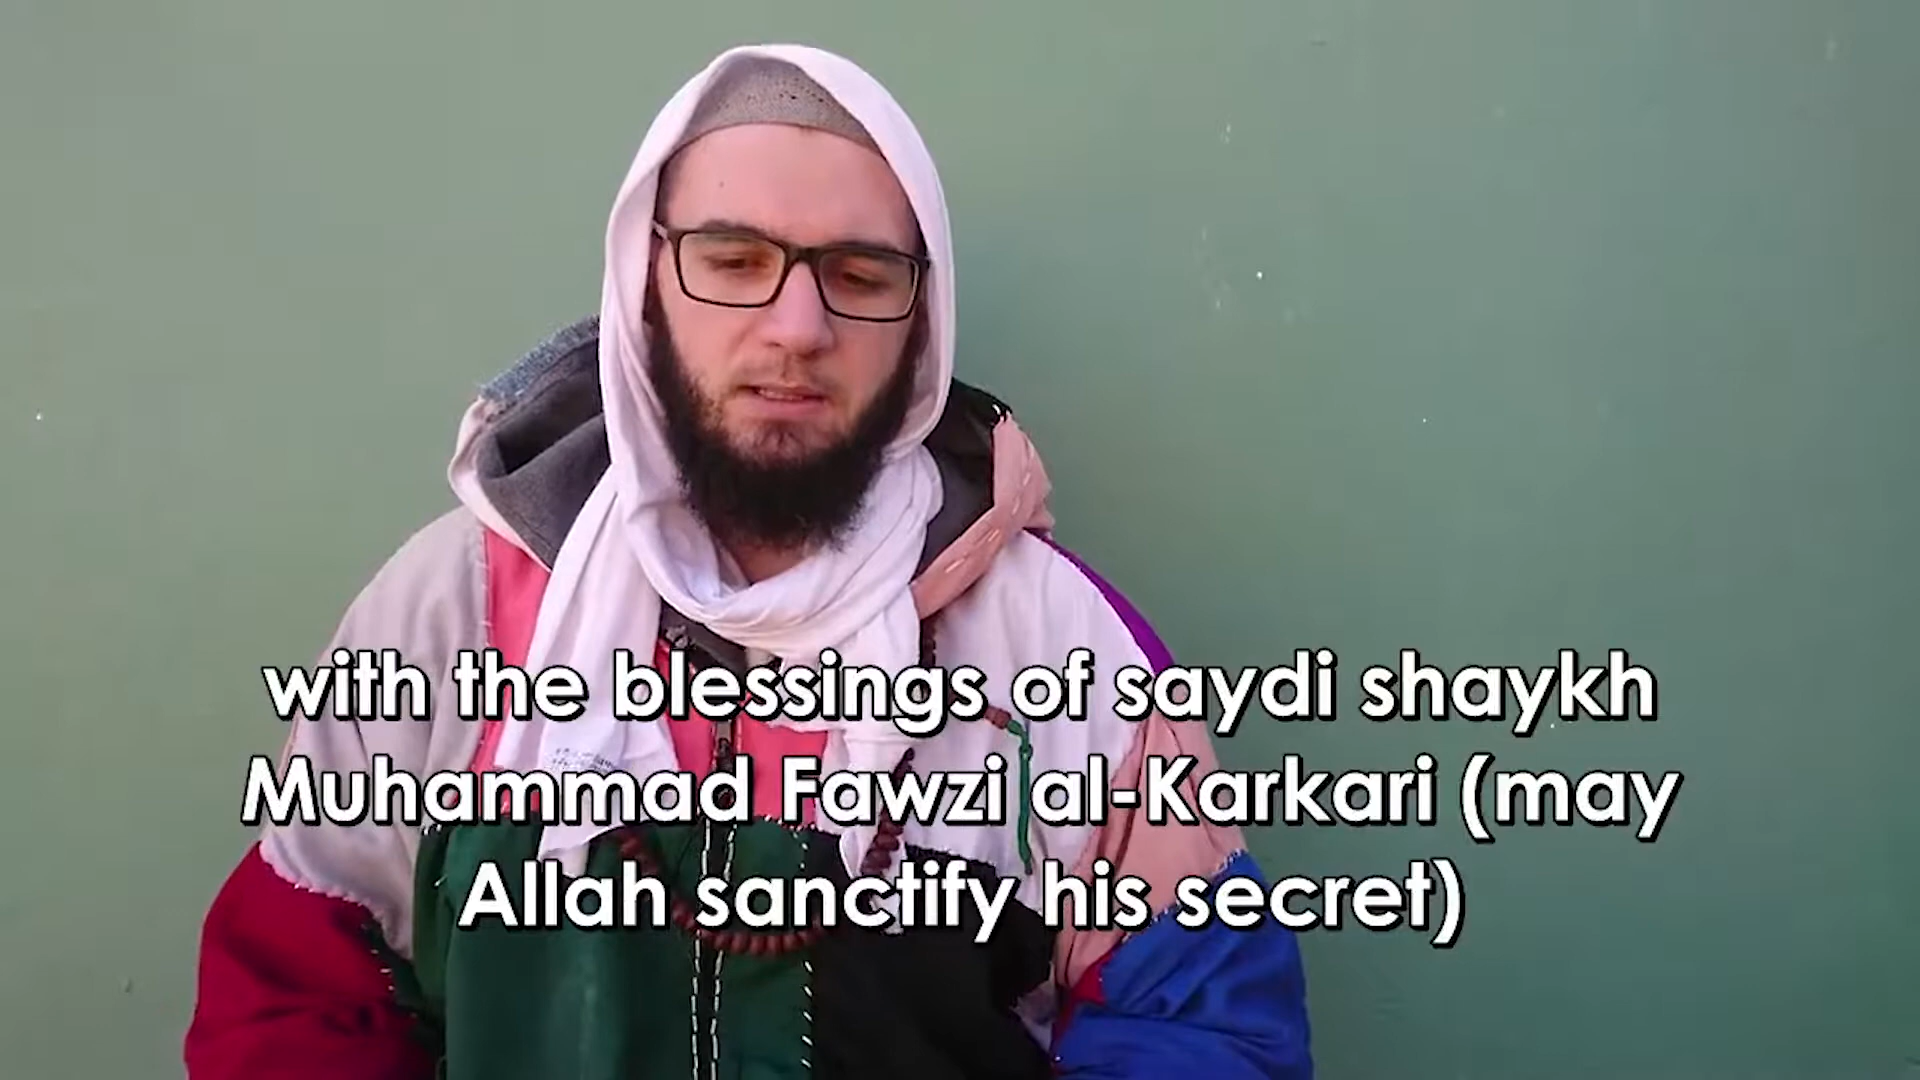 with the blessings of saydi shaykh
Muhammad Fawzi al-Karkari (may
Allah sanctify his secret)